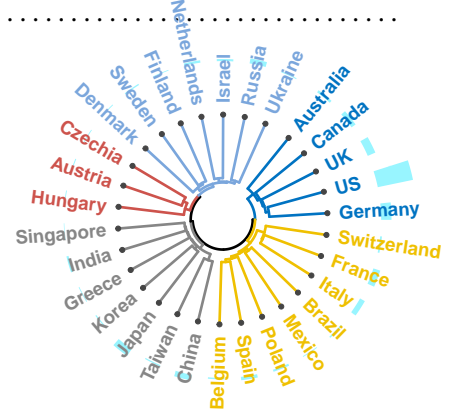 Netherlands
Israel
Russia
Ukraine
Australia
Canada
UK
US
Germany
Switzerland
France
Italy
Brazil
Mexico
Poland
Spain
Belgium
China
Taiwan
Japan
Korea
Greece
India
Singapore
Hungary
Austria
Czechia
Denmark
Sweden
Finland